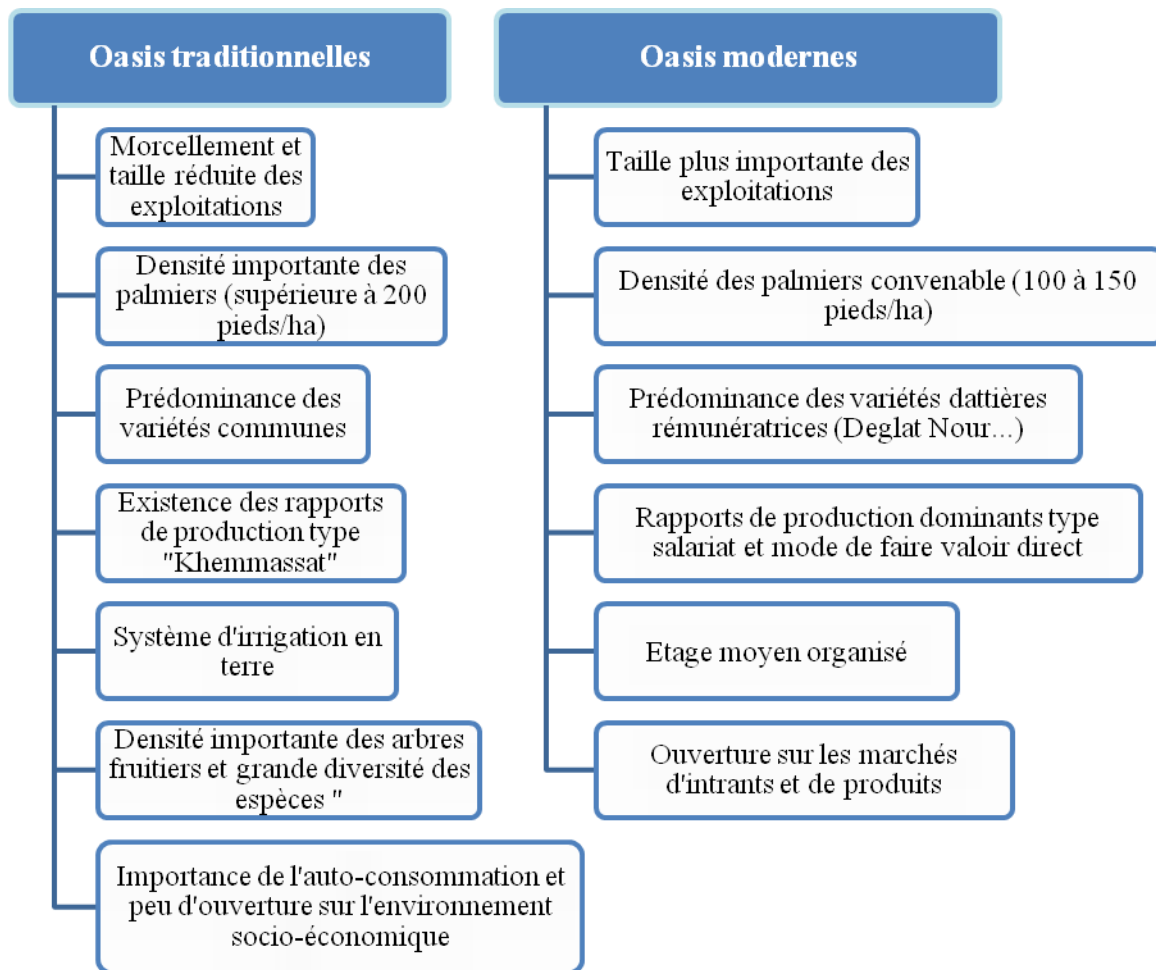 Oasis traditionnelles
Morcellement et
taille réduite des
exploitations
Densité importante des
palmiers (supérieure à 200
pieds/ha)
Prédominance des
variétés communes
Existence des rapports
de production type
"Khemmassat"
Système d'irrigation en
terre
Densité importante des arbres
fruitiers et grande diversité des
espèces "
Importance de l'auto-consommation et
peu d'ouverture sur l'environnement
socio-économique
Oasis modernes
Taille plus importante des
exploitations
Densité des palmiers convenable (100 à 150
pieds/ha)
Prédominance des variétés dattières
rémunératrices (Deglat Nour...)
Rapports de production dominants type
salariat et mode de faire valoir direct
Etage moyen organisé
Ouverture sur les marchés
d'intrants et de produits